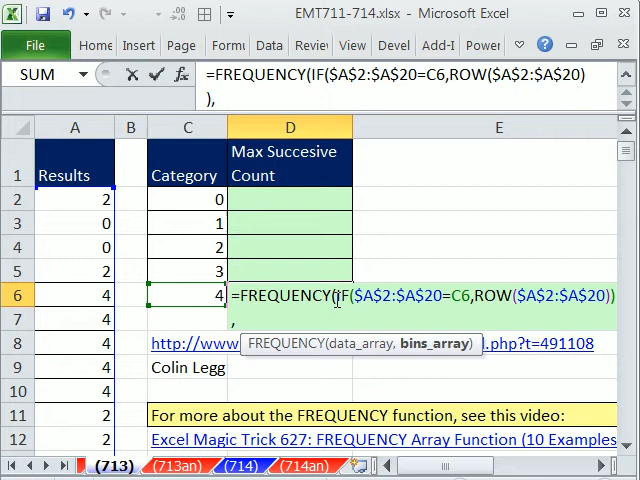 EMT711-714.xlsx - Microsoft Excel
File Home Insert Page Formu Data Review View Devel Add-I Power
SUM fx =FREQUENCY(IF($A$2:$A$20=C6,ROW($A$2:$A$20)
),
A B C D E
1 Results Category Max Succesive
Count
2 2 0
3 0 1
4 0 2
5 2 3
6 4 4 =FREQUENCY(IF($A$2:$A$20=C6,ROW($A$2:$A$20))
7 4 ,
FREQUENCY(data_array, bins_array)
8 4 http://www l.php?t=491108
9 4 Colin Legg
10 4
11 2 For more about the FREQUENCY function, see this video:
12 2 Excel Magic Trick 627: FREQUENCY Array Function (10 Examples
(713) (713an) (714) (714an)